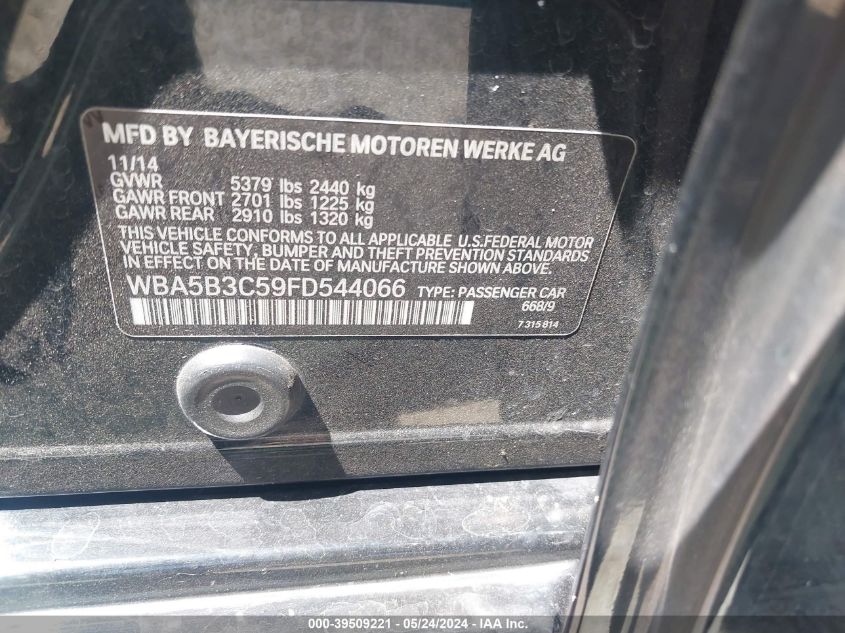 MFD BY BAYERISCHE MOTOREN WERKE AG
11/14
GVWR 5379 lbs 2440 kg
GAWR FRONT 2701 lbs 1225 kg
GAWR REAR 2910 lbs 1320 kg
THIS VEHICLE CONFORMS TO ALL APPLICABLE U.S.FEDERAL MOTOR
VEHICLE SAFETY, BUMPER AND THEFT PREVENTION STANDARDS
IN EFFECT ON THE DATE OF MANUFACTURE SHOWN ABOVE.
WBA5B3C59FD544066 TYPE: PASSENGER CAR
668/9
7 315 814
000-39509221 - 05/24/2024 - IAA Inc.